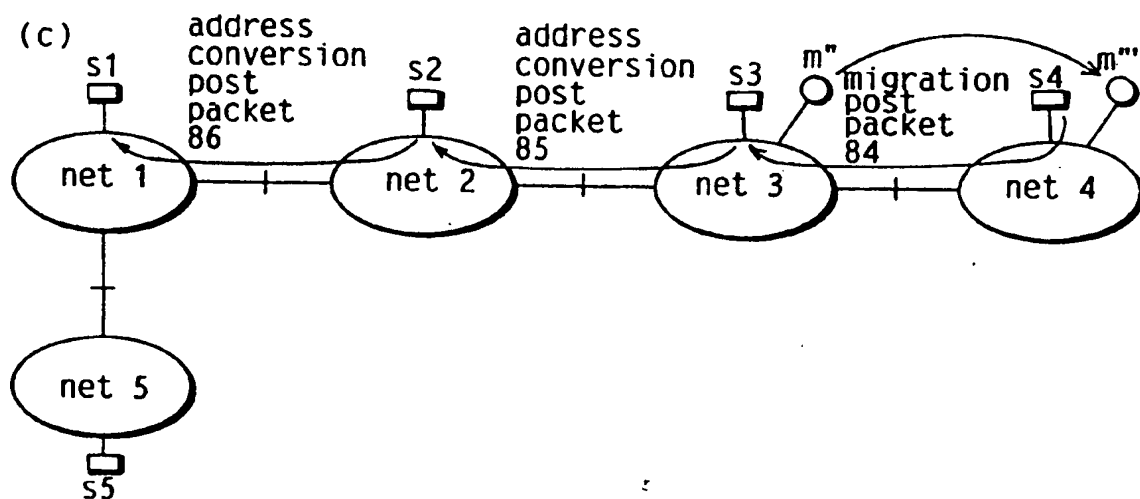 (c)
address
conversion
post
packet
86
address
conversion
post
packet
85
migration
post
packet
84
s1
s2
s3
m"
s4
m"'
net 1
net 2
net 3
net 4
net 5
s5